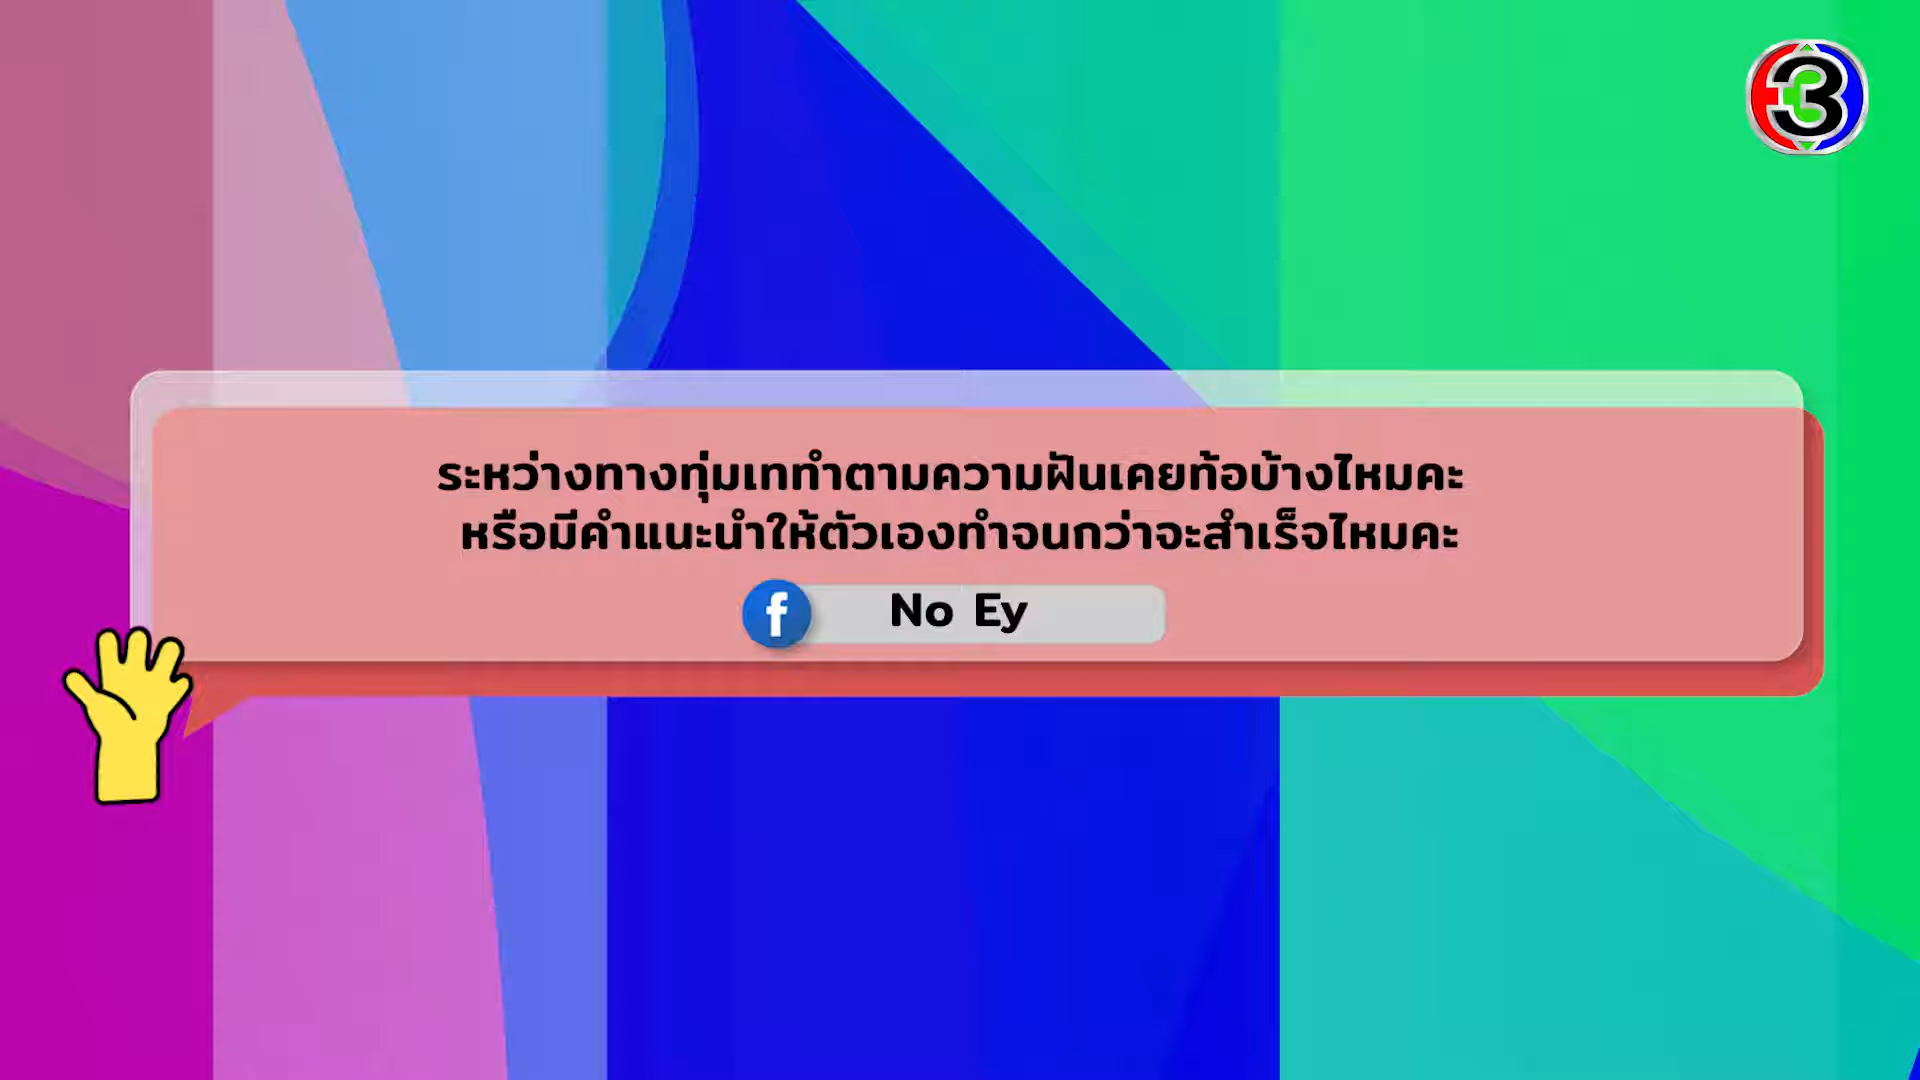 3
ระหว่างทางทุ่มเททำตามความฝันเคยท้อบ้างไหมคะ
หรือมีคำแนะนำให้ตัวเองทำจนกว่าจะสำเร็จไหมคะ
f No Ey